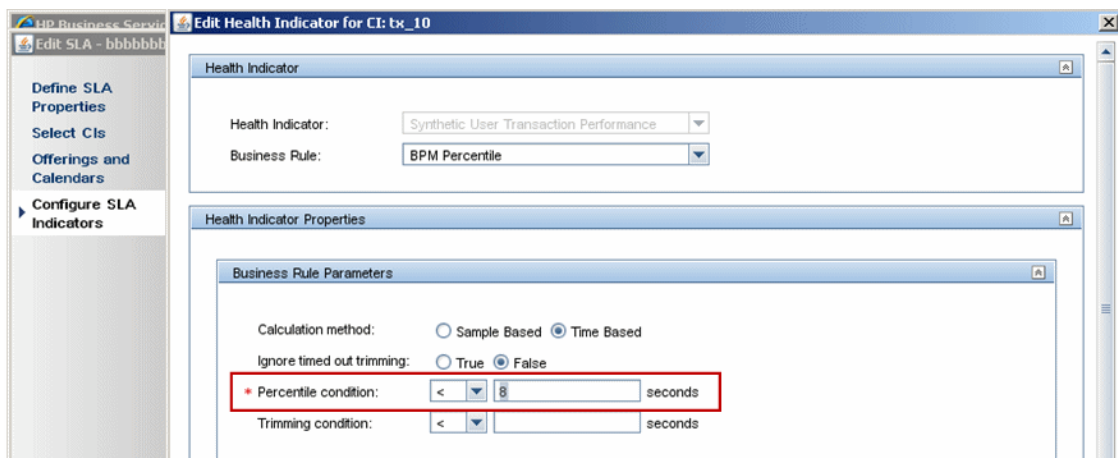 HP Business Servic
Edit SLA - bbbbbbb
Edit Health Indicator for CI: tx_10
Define SLA
Properties
Select CIs
Offerings and
Calendars
Configure SLA
Indicators
Health Indicator
Health Indicator:
Synthetic User Transaction Performance
Business Rule:
BPM Percentile
Health Indicator Properties
Business Rule Parameters
Calculation method:
Sample Based Time Based
Ignore timed out trimming:
True False
* Percentile condition:
< 8 seconds
Trimming condition:
< seconds